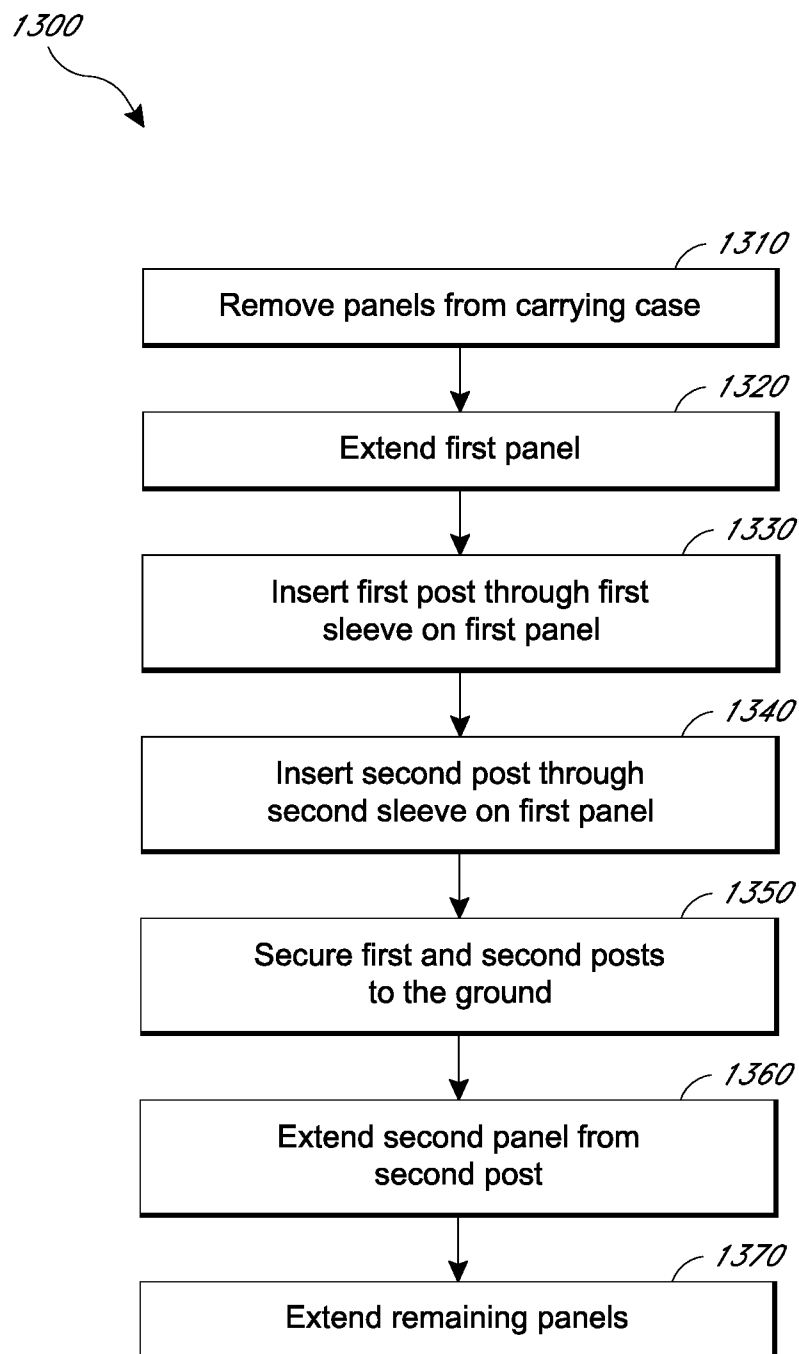 1300
1310
Remove panels from carrying case
1320
Extend first panel
1330
Insert first post through first
sleeve on first panel
1340
Insert second post through
second sleeve on first panel
1350
Secure first and second posts
to the ground
1360
Extend second panel from
second post
1370
Extend remaining panels